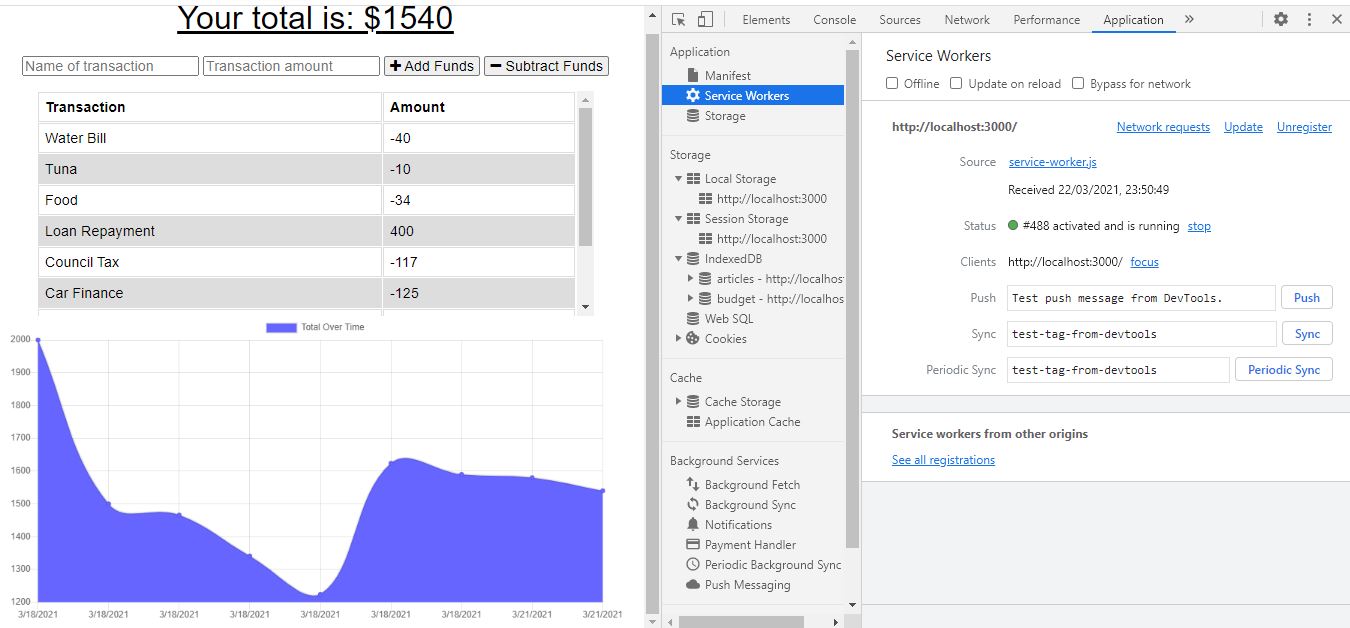 Your total is: $1540
Name of transaction Transaction amount + Add Funds − Subtract Funds
Transaction Amount
Water Bill -40
Tuna -10
Food -34
Loan Repayment 400
Council Tax -117
Car Finance -125
Total Over Time
2000
1900
1800
1700
1600
1500
1400
1300
1200
3/18/2021 3/18/2021 3/18/2021 3/18/2021 3/18/2021 3/18/2021 3/18/2021 3/21/2021 3/21/2021
Elements Console Sources Network Performance Application »
Application
Manifest
Service Workers
Storage
Storage
Local Storage
http://localhost:3000
Session Storage
http://localhost:3000
IndexedDB
articles - http://localhos
budget - http://localhos
Web SQL
Cookies
Cache
Cache Storage
Application Cache
Background Services
Background Fetch
Background Sync
Notifications
Payment Handler
Periodic Background Sync
Push Messaging
Service Workers
Offline Update on reload Bypass for network
http://localhost:3000/ Network requests Update Unregister
Source service-worker.js
Received 22/03/2021, 23:50:49
Status #488 activated and is running stop
Clients http://localhost:3000/ focus
Push Test push message from DevTools. Push
Sync test-tag-from-devtools Sync
Periodic Sync test-tag-from-devtools Periodic Sync
Service workers from other origins
See all registrations